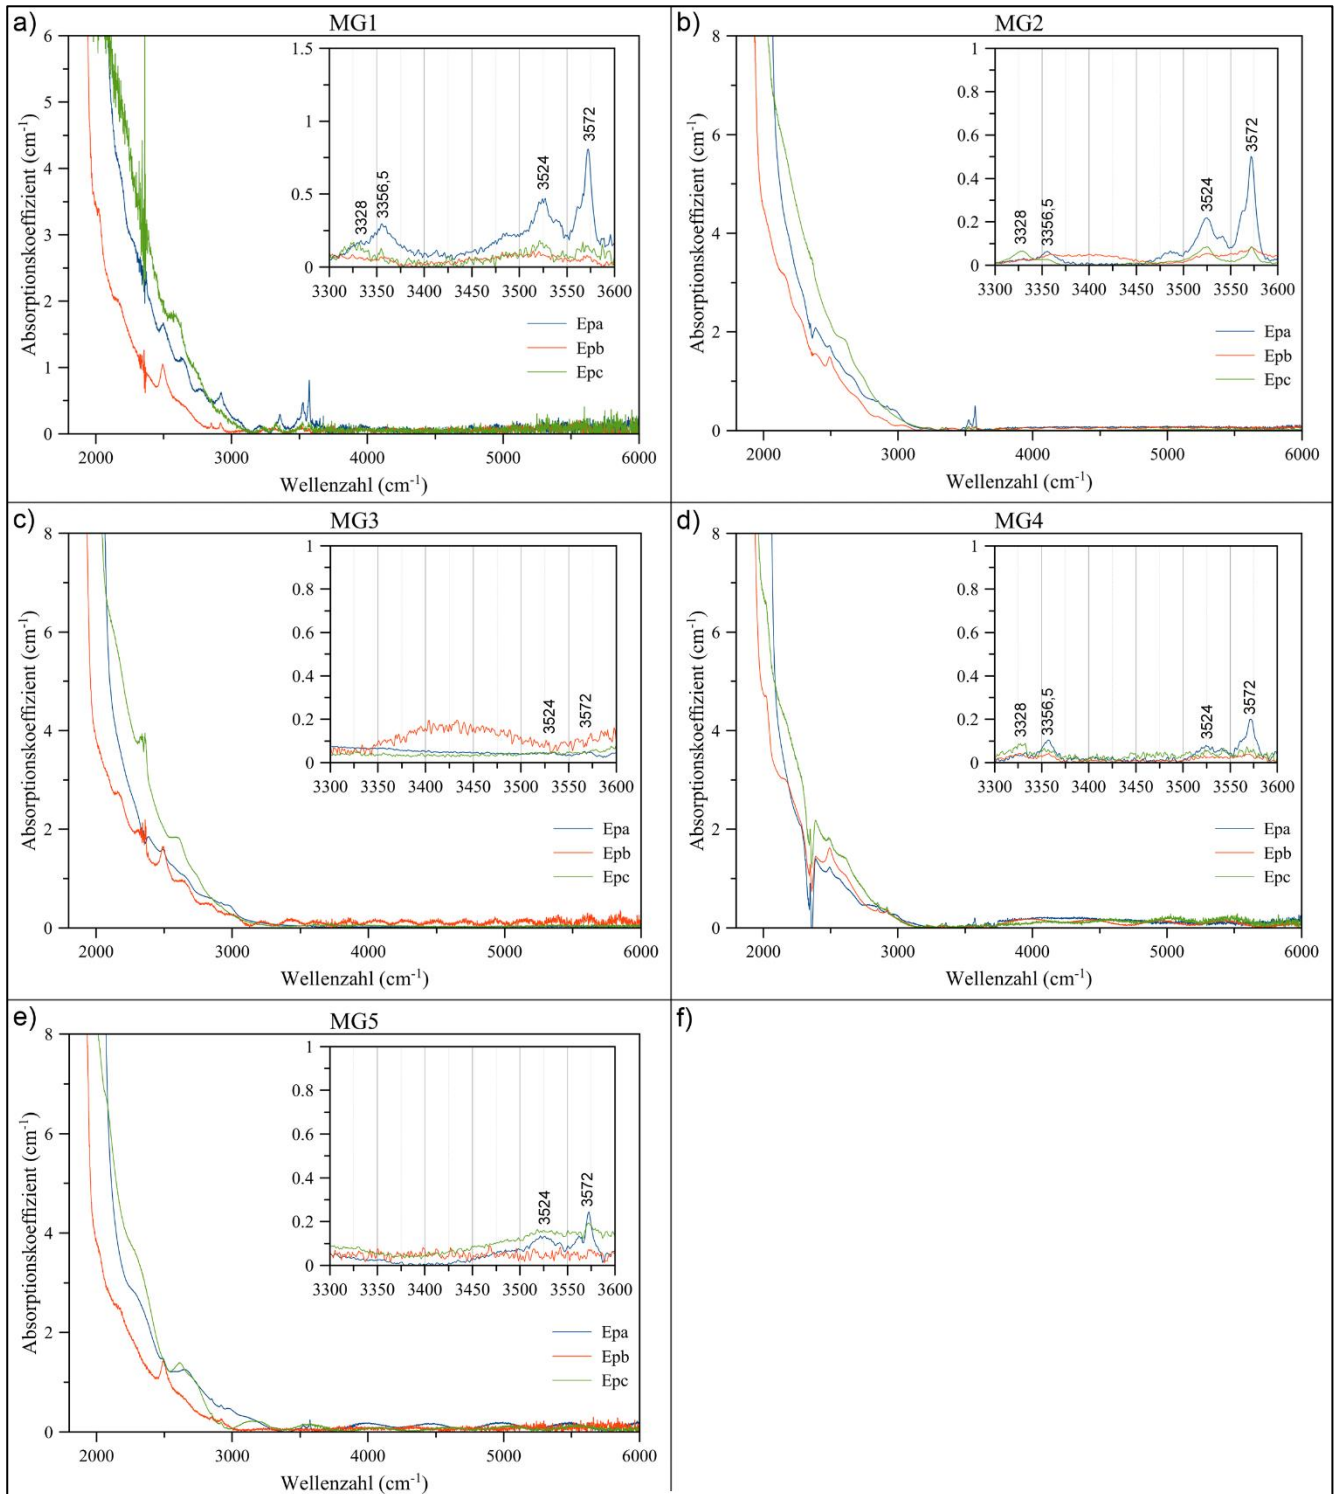 a) MG1
Absorptionskoeffizient (cm⁻¹)
6
5
4
3
2
1
0
1.5
1
0.5
0
3328
3356,5
3524
3572
3300 3350 3400 3450 3500 3550 3600
Epa
Epb
Epc
2000 3000 4000 5000 6000
Wellenzahl (cm⁻¹)
b) MG2
Absorptionskoeffizient (cm⁻¹)
8
6
4
2
0
1
0.8
0.6
0.4
0.2
0
3328
3356,5
3524
3572
3300 3350 3400 3450 3500 3550 3600
Epa
Epb
Epc
2000 3000 4000 5000 6000
Wellenzahl (cm⁻¹)
c) MG3
Absorptionskoeffizient (cm⁻¹)
8
6
4
2
0
1
0.8
0.6
0.4
0.2
0
3524
3572
3300 3350 3400 3450 3500 3550 3600
Epa
Epb
Epc
2000 3000 4000 5000 6000
Wellenzahl (cm⁻¹)
d) MG4
Absorptionskoeffizient (cm⁻¹)
8
6
4
2
0
1
0.8
0.6
0.4
0.2
0
3328
3356,5
3524
3572
3300 3350 3400 3450 3500 3550 3600
Epa
Epb
Epc
2000 3000 4000 5000 6000
Wellenzahl (cm⁻¹)
e) MG5
Absorptionskoeffizient (cm⁻¹)
8
6
4
2
0
1
0.8
0.6
0.4
0.2
0
3524
3572
3300 3350 3400 3450 3500 3550 3600
Epa
Epb
Epc
2000 3000 4000 5000 6000
Wellenzahl (cm⁻¹)
f)